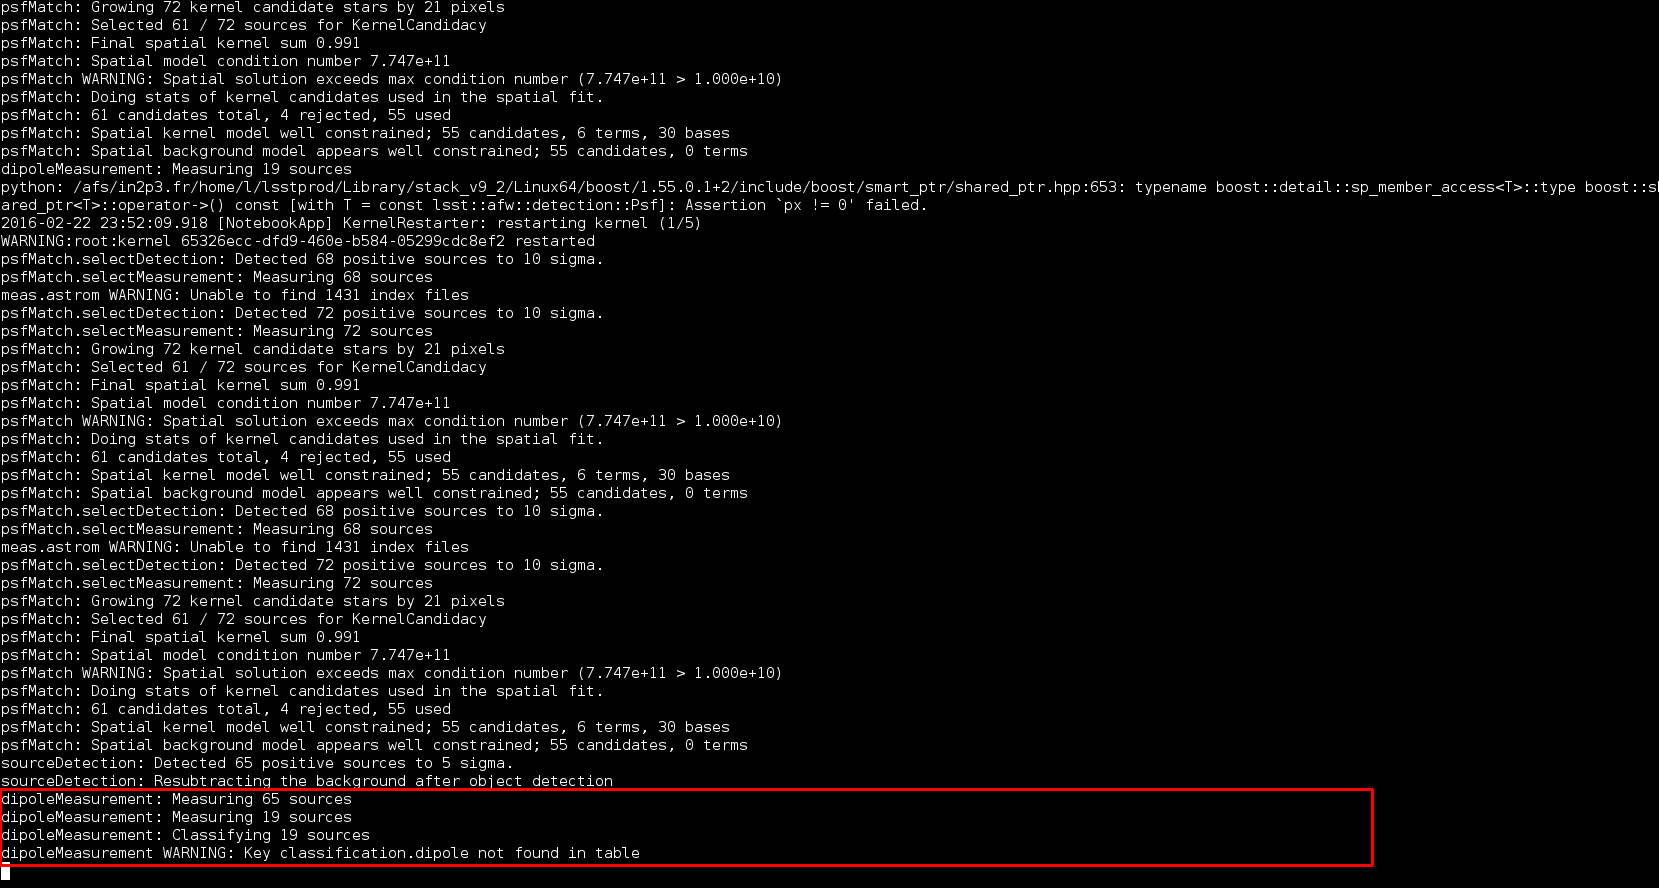 psfMatch: Growing 72 kernel candidate stars by 21 pixels
psfMatch: Selected 61 / 72 sources for KernelCandidacy
psfMatch: Final spatial kernel sum 0.991
psfMatch: Spatial model condition number 7.747e+11
psfMatch WARNING: Spatial solution exceeds max condition number (7.747e+11 > 1.000e+10)
psfMatch: Doing stats of kernel candidates used in the spatial fit.
psfMatch: 61 candidates total, 4 rejected, 55 used
psfMatch: Spatial kernel model well constrained; 55 candidates, 6 terms, 30 bases
psfMatch: Spatial background model appears well constrained; 55 candidates, 0 terms
dipoleMeasurement: Measuring 19 sources
python: /afs/in2p3.fr/home/l/lsstprod/Library/stack_v9_2/Linux64/boost/1.55.0.1+2/include/boost/smart_ptr/shared_ptr.hpp:653: typename boost::detail::sp_member_access<T>::type boost::sh
ared_ptr<T>::operator->() const [with T = const lsst::afw::detection::Psf]: Assertion `px != 0' failed.
2016-02-22 23:52:09.918 [NotebookApp] KernelRestarter: restarting kernel (1/5)
WARNING:root:kernel 65326ecc-dfd9-460e-b584-05299cdc8ef2 restarted
psfMatch.selectDetection: Detected 68 positive sources to 10 sigma.
psfMatch.selectMeasurement: Measuring 68 sources
meas.astrom WARNING: Unable to find 1431 index files
psfMatch.selectDetection: Detected 72 positive sources to 10 sigma.
psfMatch.selectMeasurement: Measuring 72 sources
psfMatch: Growing 72 kernel candidate stars by 21 pixels
psfMatch: Selected 61 / 72 sources for KernelCandidacy
psfMatch: Final spatial kernel sum 0.991
psfMatch: Spatial model condition number 7.747e+11
psfMatch WARNING: Spatial solution exceeds max condition number (7.747e+11 > 1.000e+10)
psfMatch: Doing stats of kernel candidates used in the spatial fit.
psfMatch: 61 candidates total, 4 rejected, 55 used
psfMatch: Spatial kernel model well constrained; 55 candidates, 6 terms, 30 bases
psfMatch: Spatial background model appears well constrained; 55 candidates, 0 terms
psfMatch.selectDetection: Detected 68 positive sources to 10 sigma.
psfMatch.selectMeasurement: Measuring 68 sources
meas.astrom WARNING: Unable to find 1431 index files
psfMatch.selectDetection: Detected 72 positive sources to 10 sigma.
psfMatch.selectMeasurement: Measuring 72 sources
psfMatch: Growing 72 kernel candidate stars by 21 pixels
psfMatch: Selected 61 / 72 sources for KernelCandidacy
psfMatch: Final spatial kernel sum 0.991
psfMatch: Spatial model condition number 7.747e+11
psfMatch WARNING: Spatial solution exceeds max condition number (7.747e+11 > 1.000e+10)
psfMatch: Doing stats of kernel candidates used in the spatial fit.
psfMatch: 61 candidates total, 4 rejected, 55 used
psfMatch: Spatial kernel model well constrained; 55 candidates, 6 terms, 30 bases
psfMatch: Spatial background model appears well constrained; 55 candidates, 0 terms
sourceDetection: Detected 65 positive sources to 5 sigma.
sourceDetection: Resubtracting the background after object detection
dipoleMeasurement: Measuring 65 sources
dipoleMeasurement: Measuring 19 sources
dipoleMeasurement: Classifying 19 sources
dipoleMeasurement WARNING: Key classification.dipole not found in table